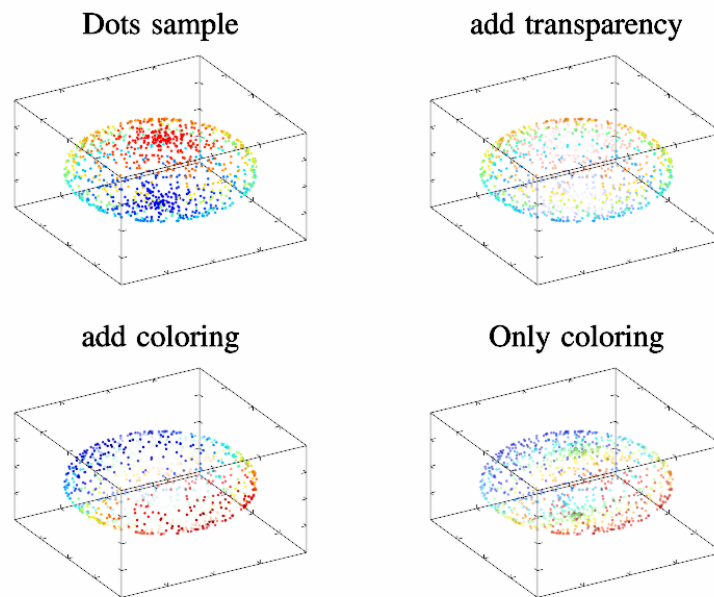 Dots sample
add transparency
add coloring
Only coloring